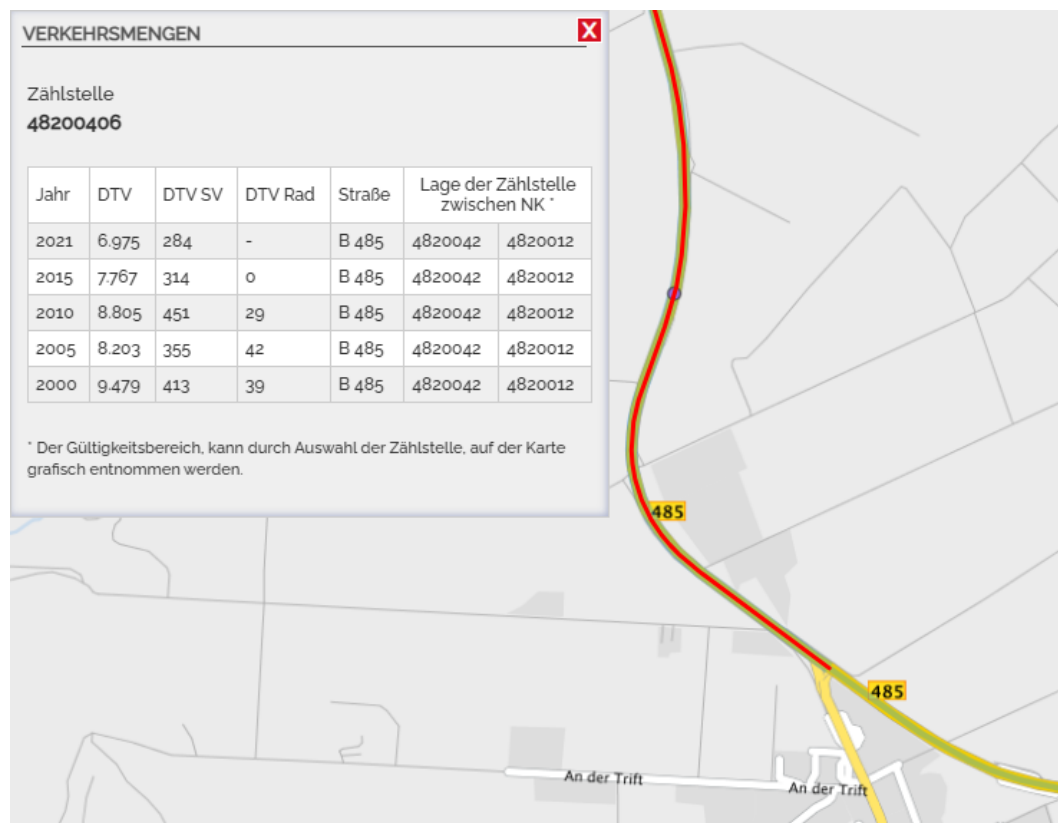 VERKEHRSMENGEN
X
Zählstelle
48200406
Jahr DTV DTV SV DTV Rad Straße Lage der Zählstelle zwischen NK *
2021 6.975 284 - B 485 4820042 4820012
2015 7.767 314 0 B 485 4820042 4820012
2010 8.805 451 29 B 485 4820042 4820012
2005 8.203 355 42 B 485 4820042 4820012
2000 9.479 413 39 B 485 4820042 4820012
* Der Gültigkeitsbereich, kann durch Auswahl der Zählstelle, auf der Karte
grafisch entnommen werden.
485
485
An der Trift
An der Trift